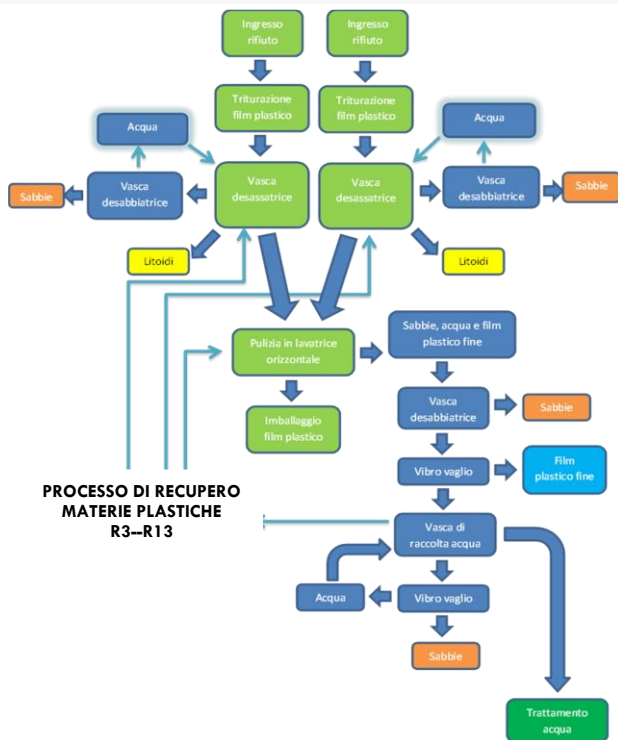 Ingresso
rifiuto
Ingresso
rifiuto
Triturazione
film plastico
Triturazione
film plastico
Acqua
Acqua
Sabbie
Vasca
desabbiatrice
Vasca
desassatrice
Vasca
desassatrice
Vasca
desabbiatrice
Sabbie
Litoidi
Litoidi
Pulizia in lavatrice
orizzontale
Sabbie, acqua e film
plastico fine
Imballaggio
film plastico
Vasca
desabbiatrice
Sabbie
Vibro vaglio
Film
plastico fine
PROCESSO DI RECUPERO
MATERIE PLASTICHE
R3--R13
Vasca di
raccolta acqua
Acqua
Vibro vaglio
Sabbie
Trattamento
acqua